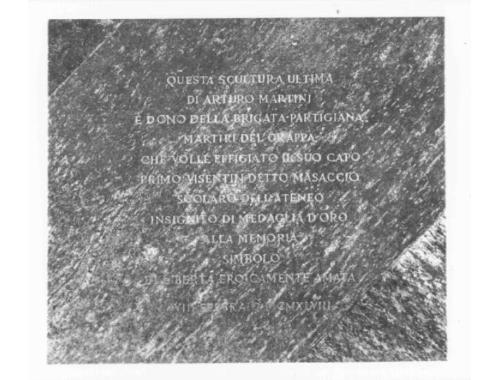 QUESTA SCULTURA ULTIMA
DI ARTURO MARTINI
È DONO DELLA BRIGATA PARTIGIANA
MARTIRI DEL GRAPPA
CHE VOLLE EFFIGIATO IL SUO CAPO
PRIMO VISENTIN DETTO MASACCIO
SCOLARO DELL'ATENEO
INSIGNITO DI MEDAGLIA D'ORO
ALLA MEMORIA
SIMBOLO
DI LIBERTÀ EROICAMENTE AMATA
VIII